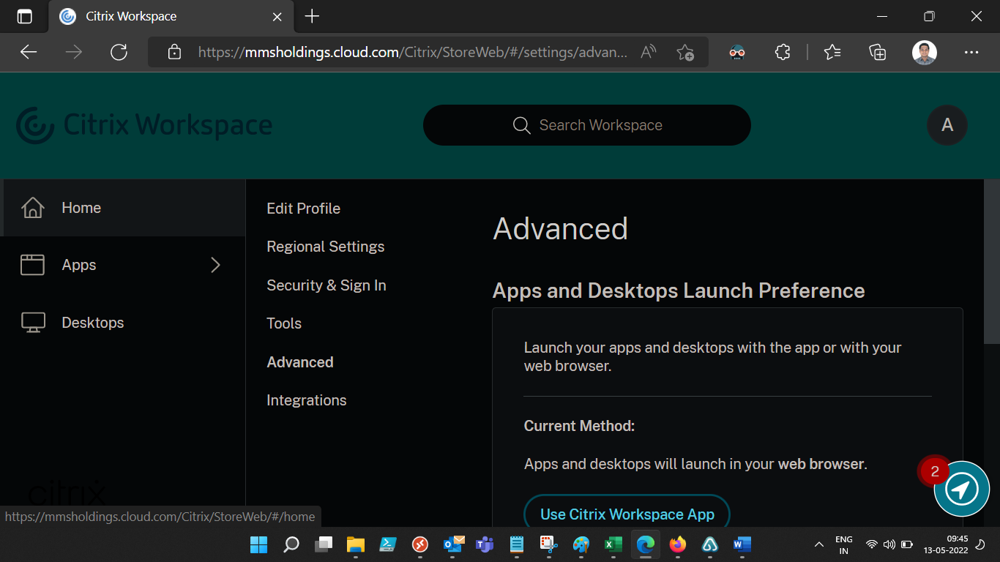 Citrix Workspace
https://mmsholdings.cloud.com/Citrix/StoreWeb/#/settings/advan...
Citrix Workspace
Search Workspace
A
Home
Apps
Desktops
Edit Profile
Regional Settings
Security & Sign In
Tools
Advanced
Integrations
Advanced
Apps and Desktops Launch Preference
Launch your apps and desktops with the app or with your
web browser.
Current Method:
Apps and desktops will launch in your web browser.
Use Citrix Workspace App
2
citrix
https://mmsholdings.cloud.com/Citrix/StoreWeb/#/home
ENG
IN
09:45
13-05-2022